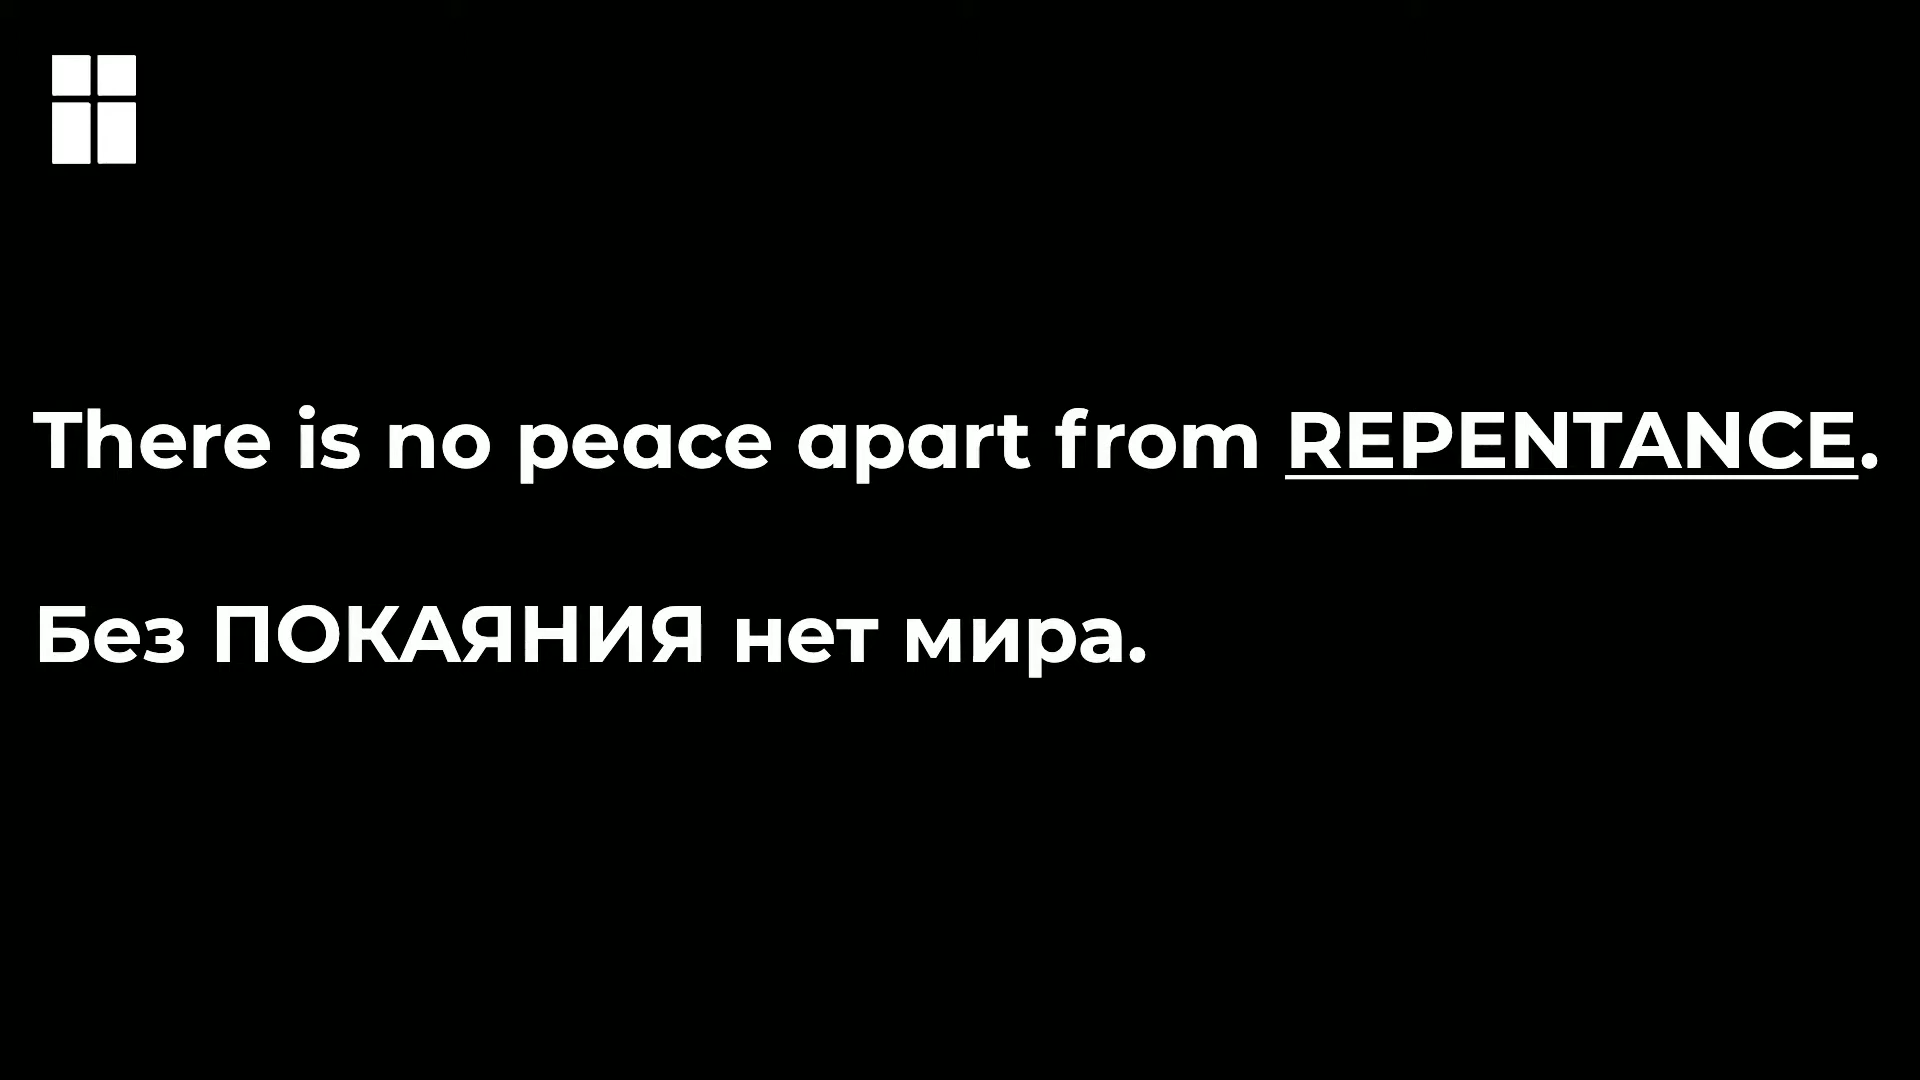 There is no peace apart from REPENTANCE.
Без ПОКАЯНИЯ нет мира.